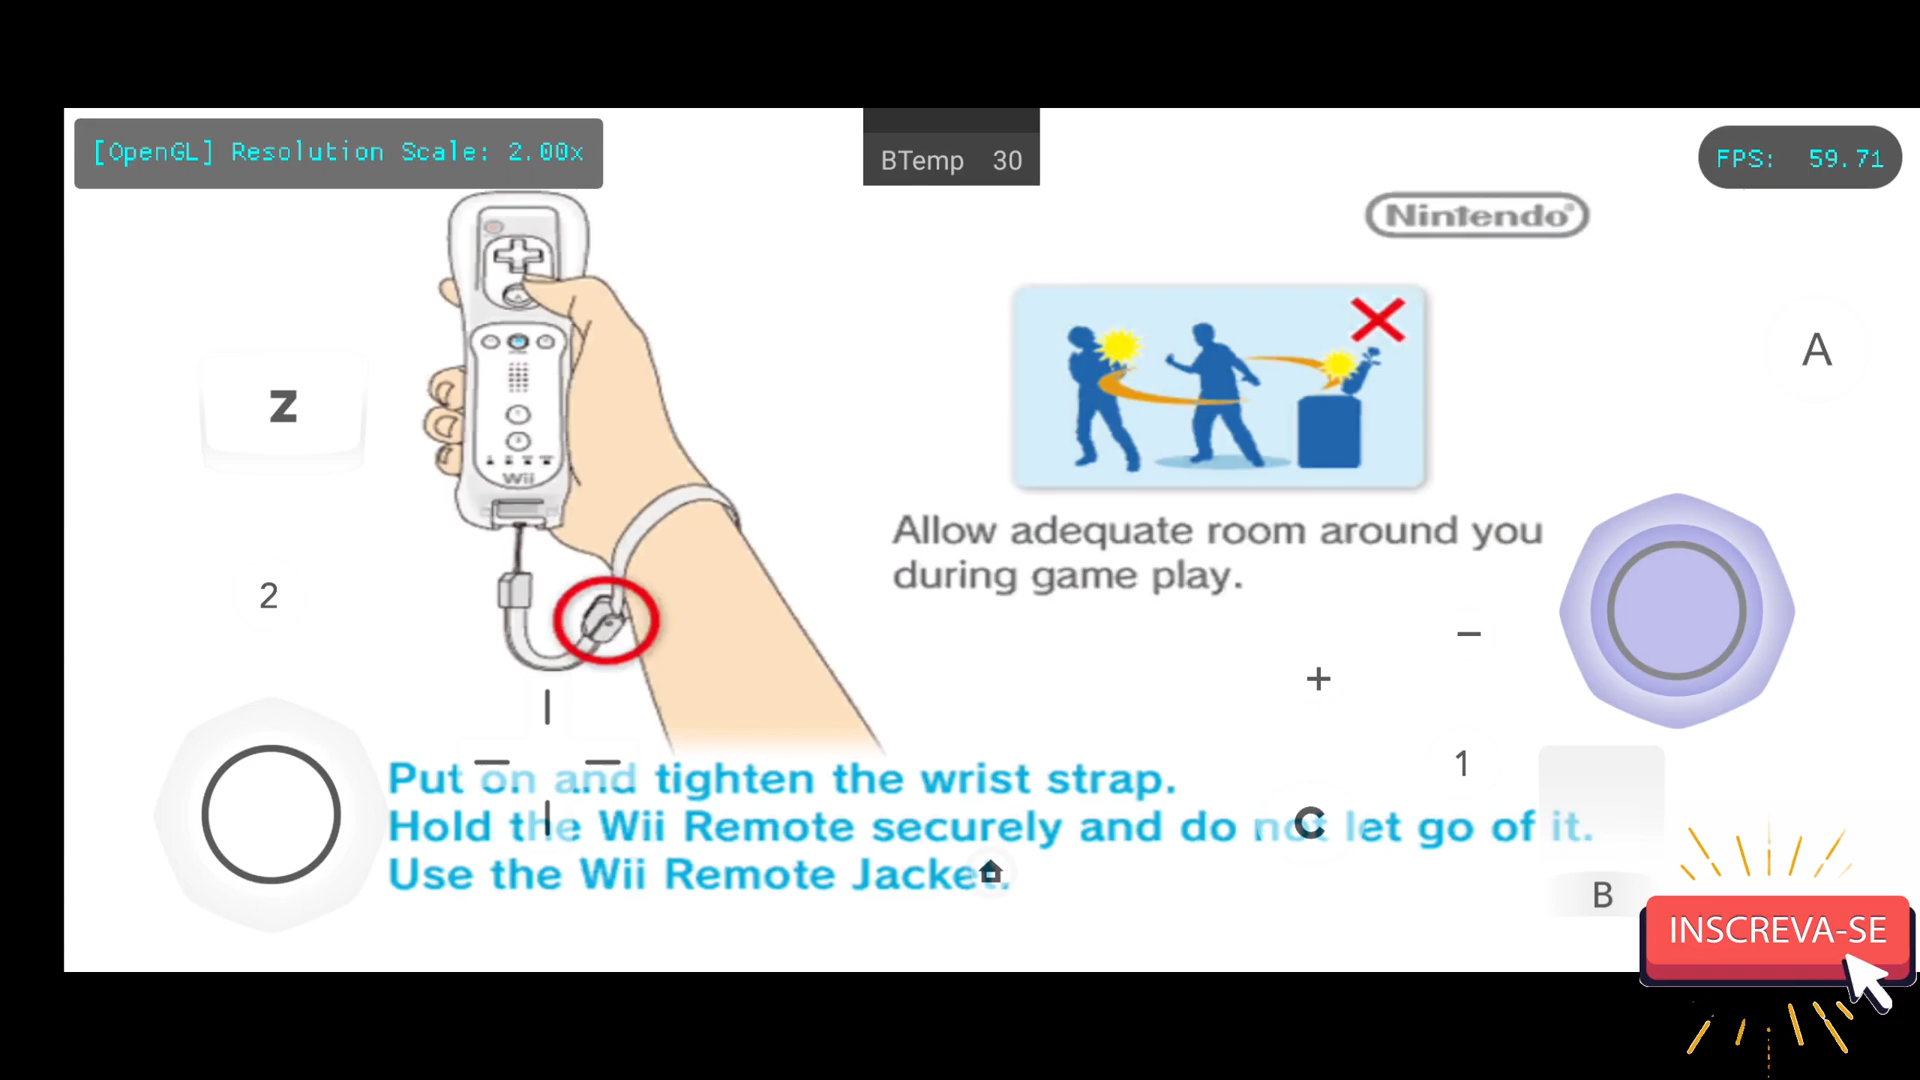 [OpenGL] Resolution Scale: 2.00x
BTemp 30
FPS: 59.71
Nintendo®
A
Z
Wii
Allow adequate room around you
during game play.
2
−
+
1
Put on and tighten the wrist strap.
Hold the Wii Remote securely and do not let go of it.
C
Use the Wii Remote Jacket.
B
INSCREVA-SE